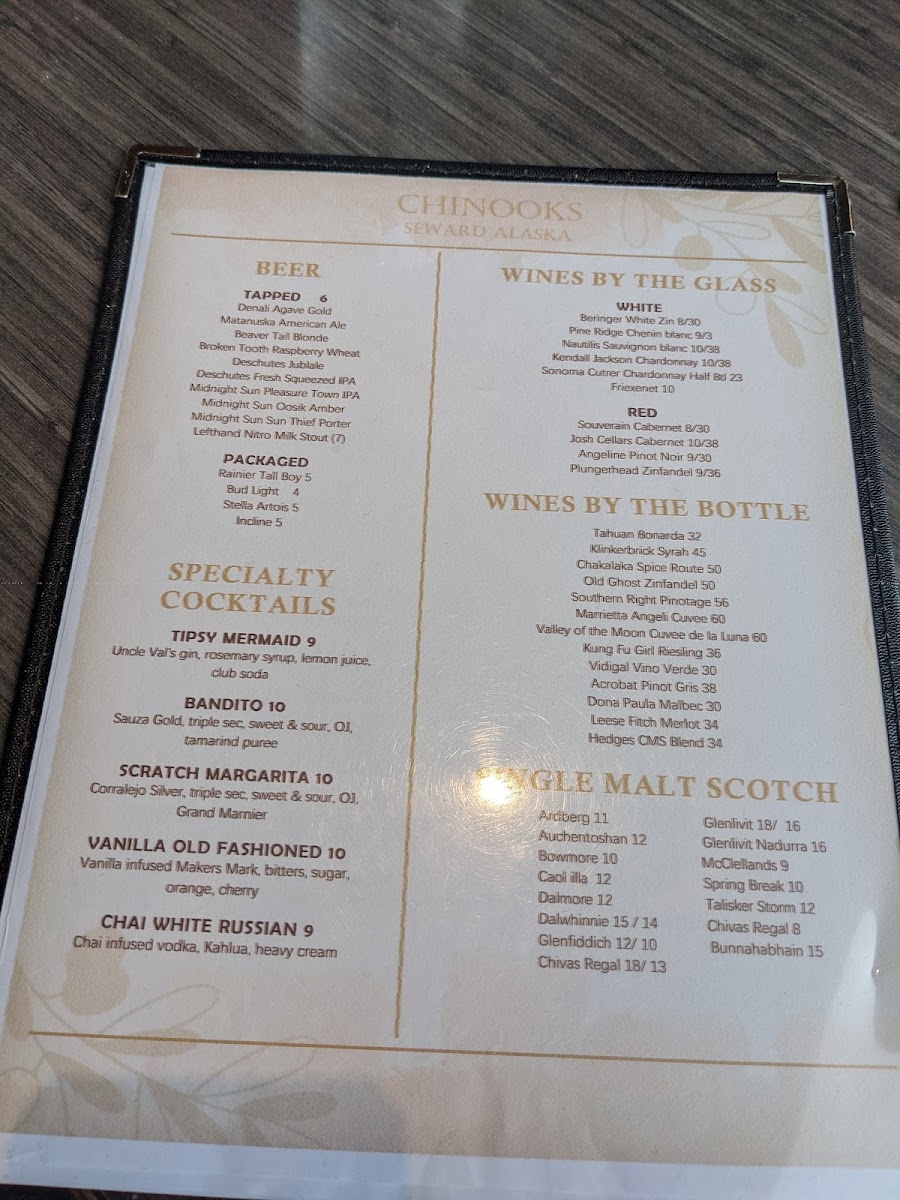 CHINOOKS
SEWARD ALASKA
BEER
TAPPED 6
Denali Agave Gold
Matanuska American Ale
Beaver Tail Blonde
Broken Tooth Raspberry Wheat
Deschutes Jublale
Deschutes Fresh Squeezed IPA
Midnight Sun Pleasure Town IPA
Midnight Sun Oosik Amber
Midnight Sun Sun Thief Porter
Lefthand Nitro Milk Stout (7)
PACKAGED
Rainier Tall Boy 5
Bud Light 4
Stella Artois 5
Incline 5
SPECIALTY
COCKTAILS
TIPSY MERMAID 9
Uncle Val's gin, rosemary syrup, lemon juice,
club soda
BANDITO 10
Sauza Gold, triple sec, sweet & sour, OJ,
tamarind puree
SCRATCH MARGARITA 10
Corralejo Silver, triple sec, sweet & sour, OJ,
Grand Marnier
VANILLA OLD FASHIONED 10
Vanilla infused Makers Mark, bitters, sugar,
orange, cherry
CHAI WHITE RUSSIAN 9
Chai infused vodka, Kahlua, heavy cream
WINES BY THE GLASS
WHITE
Beringer White Zin 8/30
Pine Ridge Chenin blanc 9/3
Nautilis Sauvignon blanc 10/38
Kendall Jackson Chardonnay 10/38
Sonoma Cutrer Chardonnay Half Btl 23
Friexenet 10
RED
Souverain Cabernet 8/30
Josh Cellars Cabernet 10/38
Angeline Pinot Noir 9/30
Plungerhead Zinfandel 9/36
WINES BY THE BOTTLE
Tahuan Bonarda 32
Klinkerbrick Syrah 45
Chakalaka Spice Route 50
Old Ghost Zinfandel 50
Southern Right Pinotage 56
Marrietta Angeli Cuvee 60
Valley of the Moon Cuvee de la Luna 60
Kung Fu Girl Riesling 36
Vidigal Vino Verde 30
Acrobat Pinot Gris 38
Dona Paula Malbec 30
Leese Fitch Merlot 34
Hedges CMS Blend 34
SINGLE MALT SCOTCH
Ardberg 11
Auchentoshan 12
Bowmore 10
Caol illa 12
Dalmore 12
Dalwhinnie 15 / 14
Glenfiddich 12/ 10
Chivas Regal 18/ 13
Glenlivit 18/ 16
Glenlivit Nadurra 16
McClellands 9
Spring Break 10
Talisker Storm 12
Chivas Regal 8
Bunnahabhain 15